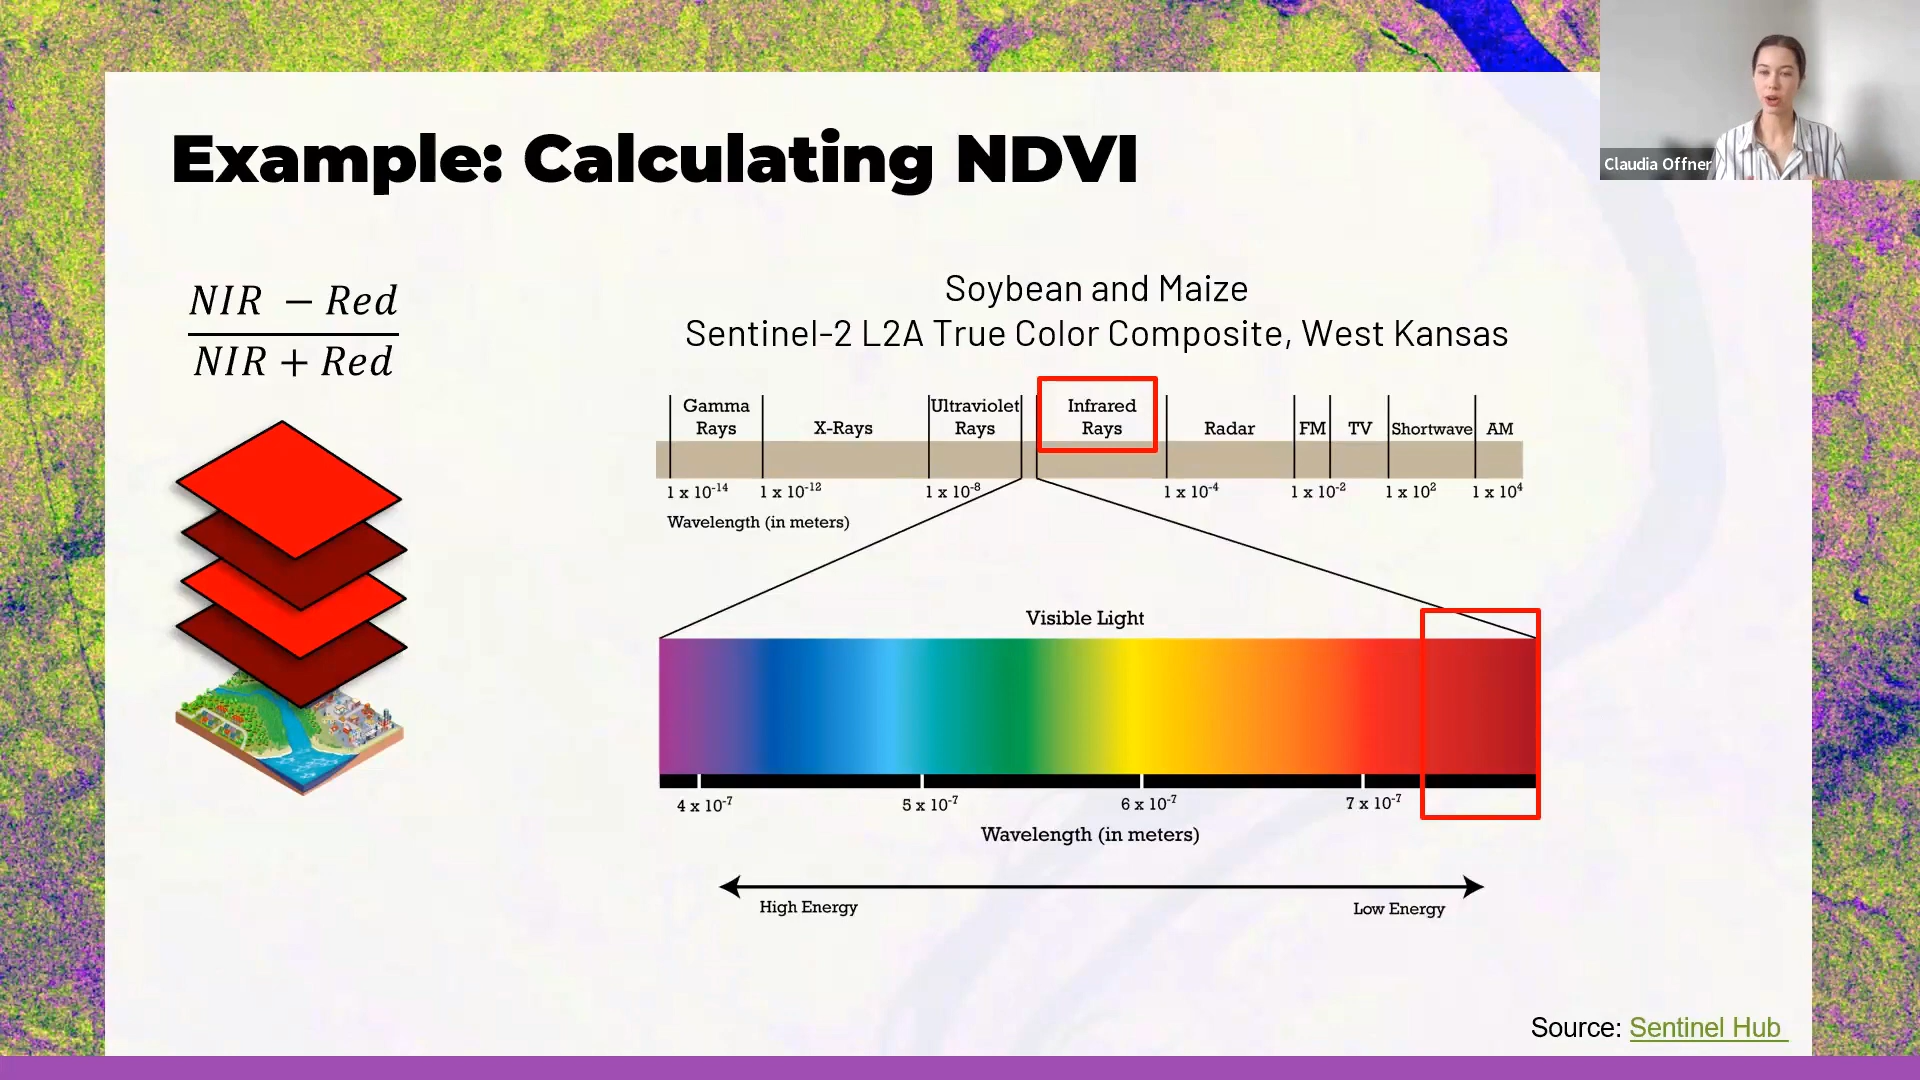 Claudia Offner
Example: Calculating NDVI
NIR − Red
NIR + Red
Soybean and Maize
Sentinel-2 L2A True Color Composite, West Kansas
Gamma Rays
X-Rays
Ultraviolet Rays
Infrared Rays
Radar
FM
TV
Shortwave
AM
1 x 10⁻¹⁴
1 x 10⁻¹²
1 x 10⁻⁸
1 x 10⁻⁴
1 x 10⁻²
1 x 10²
1 x 10⁴
Wavelength (in meters)
Visible Light
4 x 10⁻⁷
5 x 10⁻⁷
6 x 10⁻⁷
7 x 10⁻⁷
Wavelength (in meters)
High Energy
Low Energy
Source: Sentinel Hub